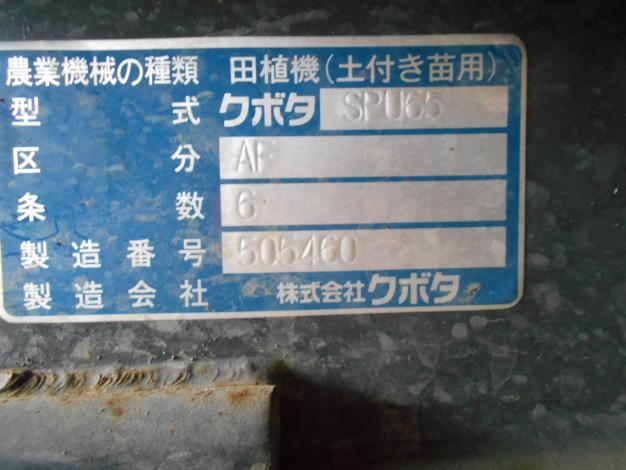 農業機械の種類 田植機(土付き苗用)
型式 クボタ SPU65
区分
条数 6
製造番号 505460
製造会社 株式会社クボタ